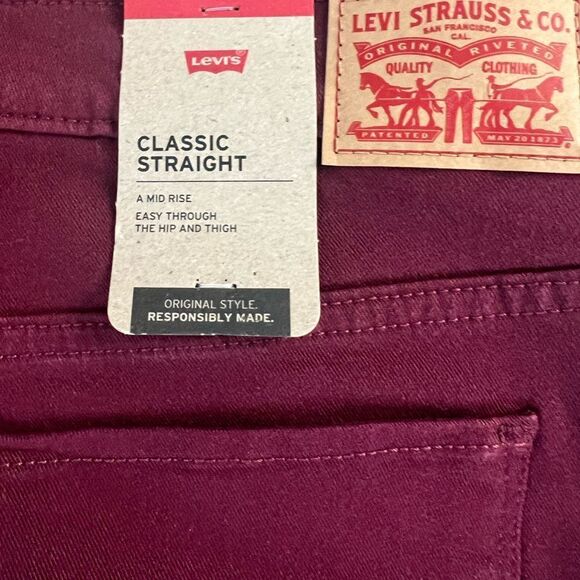 Levi's
CLASSIC
STRAIGHT
A MID RISE
EASY THROUGH
THE HIP AND THIGH
ORIGINAL STYLE.
RESPONSIBLY MADE.
LEVI STRAUSS & CO.
SAN FRANCISCO
CAL.
ORIGINAL RIVETED
QUALITY CLOTHING
PATENTED MAY 20 1873